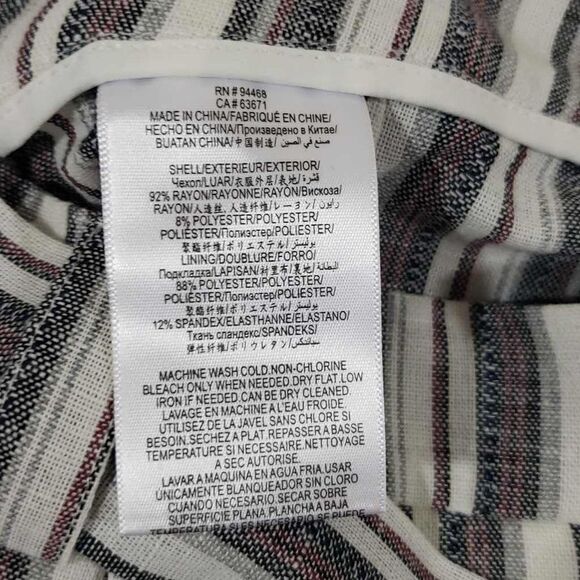 RN# 94468
CA# 63671
MADE IN CHINA/FABRIQUÉ EN CHINE/
HECHO EN CHINA/Произведено в Китае/
BUATAN CHINA/中国制造/صنع في الصين
SHELL/EXTERIEUR/EXTERIOR/
Чехол/LUAR/衣服外层/表地/قشرة
92% RAYON/RAYONNE/RAYON/Вискоза/
RAYON/人造丝, 人造纤维/レーヨン/رايون
8% POLYESTER/POLYESTER/
POLIÉSTER/Полиэстер/POLIESTER/
聚酯纤维/ポリエステル/بوليستر
LINING/DOUBLURE/FORRO/
Подкладка/LAPISAN/衬里布/裏地/البطانة
88% POLYESTER/POLYESTER/
POLIÉSTER/Полиэстер/POLIESTER/
聚酯纤维/ポリエステル/بوليستر
12% SPANDEX/ELASTHANNE/ELASTANO/
Ткань спандекс/SPANDEKS/
弹性纤维/ポリウレタン/سباندكس
MACHINE WASH COLD.NON-CHLORINE
BLEACH ONLY WHEN NEEDED.DRY FLAT.LOW
IRON IF NEEDED.CAN BE DRY CLEANED
LAVAGE EN MACHINE A L'EAU FROIDE.
UTILISEZ DE LA JAVEL SANS CHLORE SI
BESOIN.SECHEZ A PLAT.REPASSER A BASSE
TEMPERATURE SI NECESSAIRE.NETTOYAGE
A SEC AUTORISE.
LAVAR A MAQUINA EN AGUA FRIA.USAR
ÚNICAMENTE BLANQUEADOR SIN CLORO
CUANDO NECESARIO.SECAR SOBRE
SUPERFICIE PLANA.PLANCHA A BAJA
TEMPERATURA SI ES NECESARIO.SE PUEDE